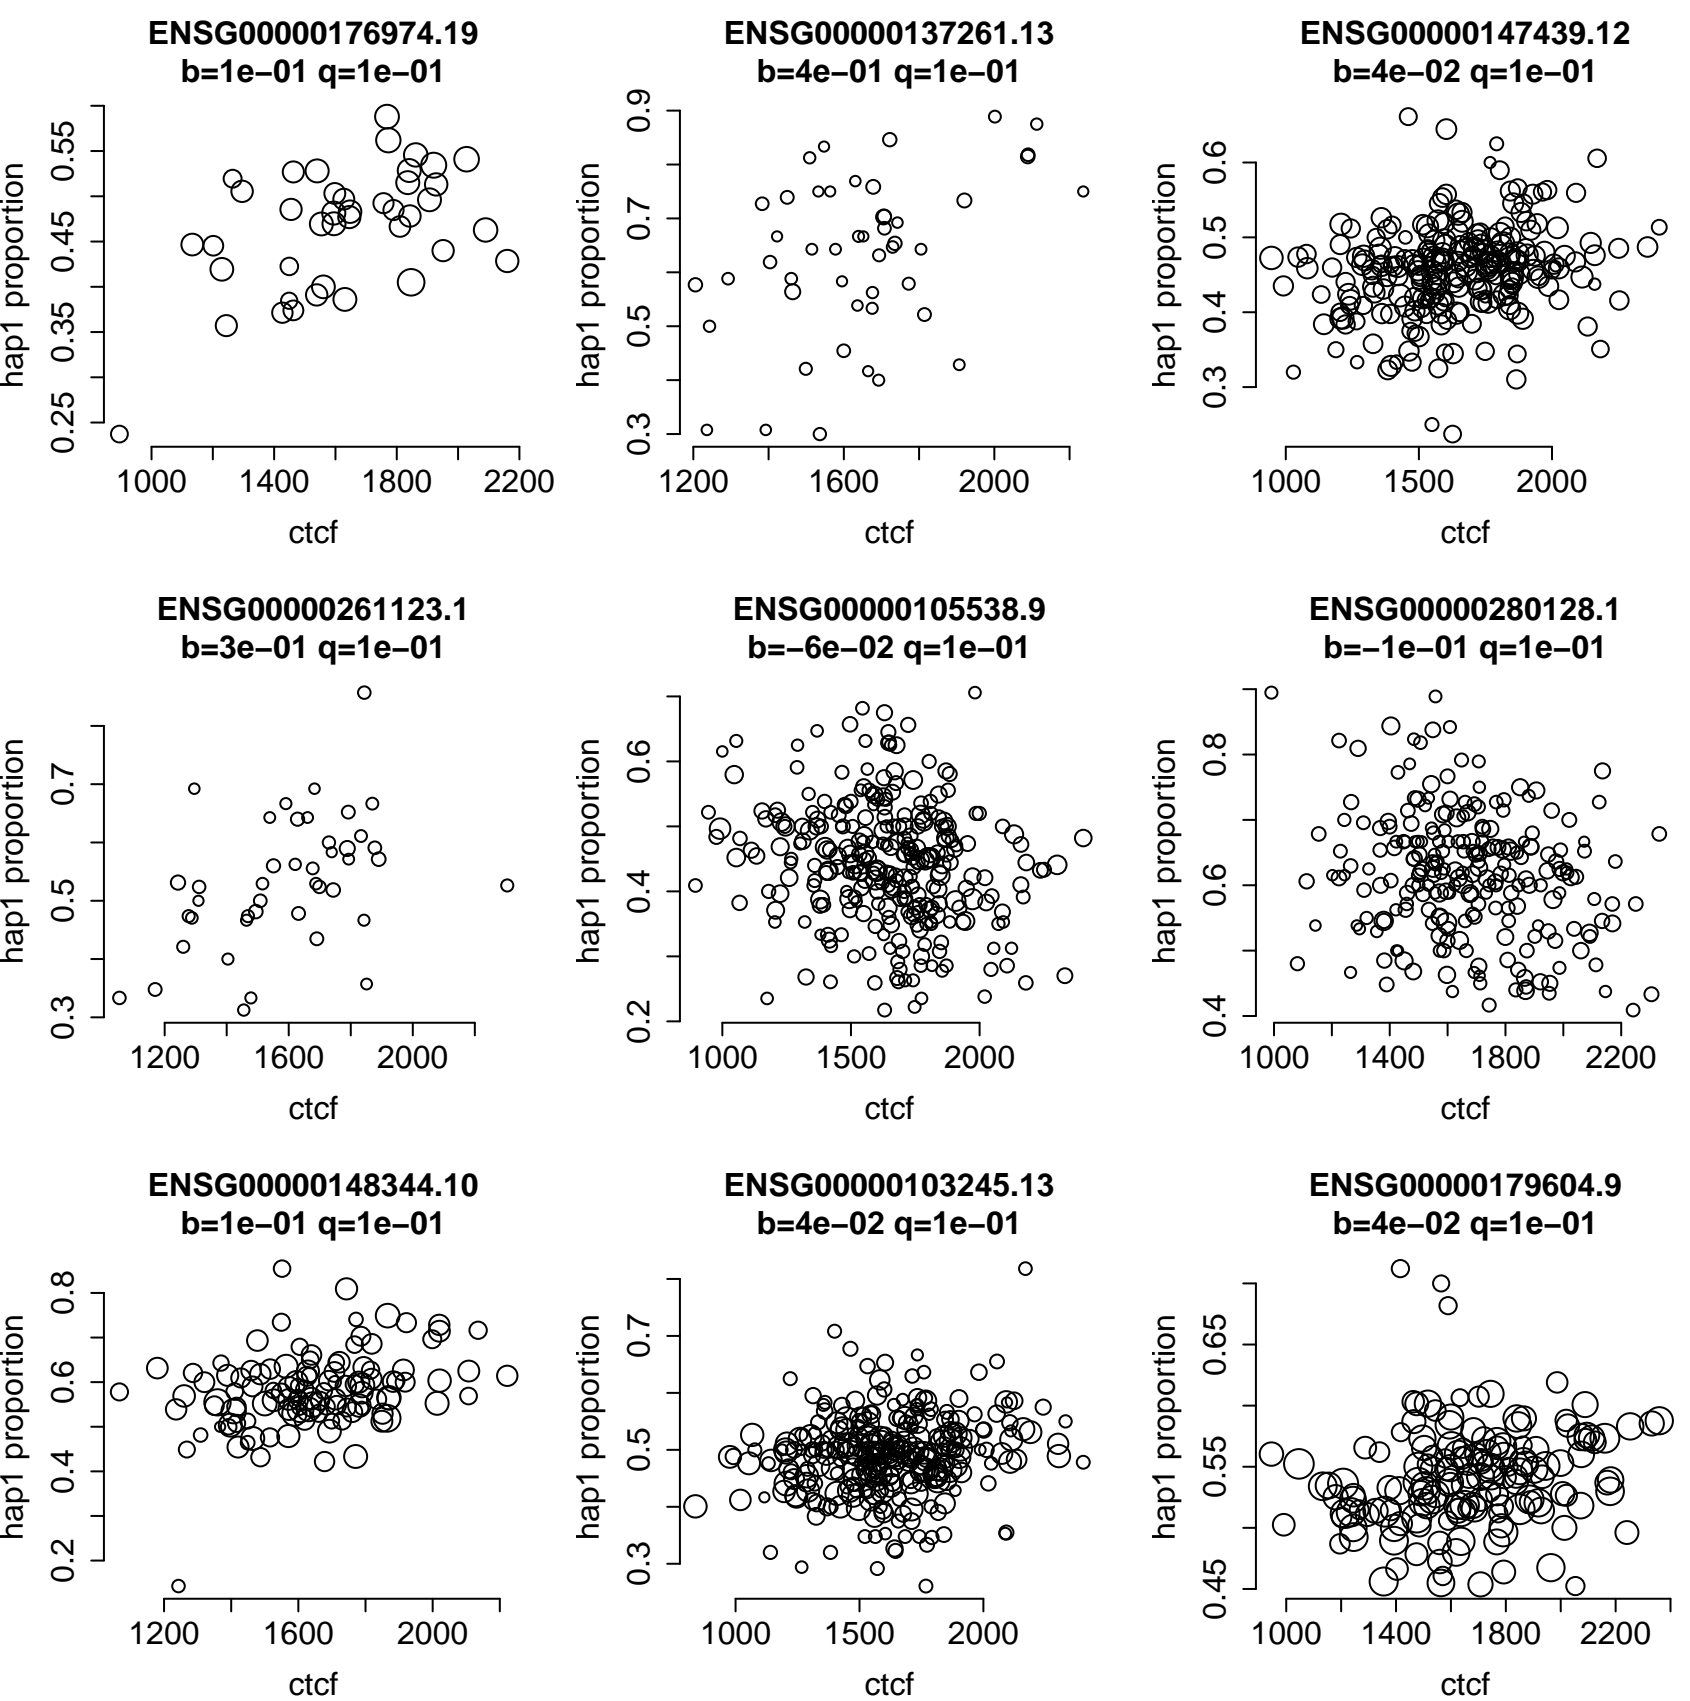 ENSG00000176974.19
b=1e−01 q=1e−01
hap1 proportion
0.25 0.35 0.45 0.55
1000 1400 1800 2200
ctcf
ENSG00000137261.13
b=4e−01 q=1e−01
hap1 proportion
0.3 0.5 0.7 0.9
1200 1600 2000
ctcf
ENSG00000147439.12
b=4e−02 q=1e−01
hap1 proportion
0.3 0.4 0.5 0.6
1000 1500 2000
ctcf
ENSG00000261123.1
b=3e−01 q=1e−01
hap1 proportion
0.3 0.5 0.7
1200 1600 2000
ctcf
ENSG00000105538.9
b=−6e−02 q=1e−01
hap1 proportion
0.2 0.4 0.6
1000 1500 2000
ctcf
ENSG00000280128.1
b=−1e−01 q=1e−01
hap1 proportion
0.4 0.6 0.8
1000 1400 1800 2200
ctcf
ENSG00000148344.10
b=1e−01 q=1e−01
hap1 proportion
0.2 0.4 0.6 0.8
1200 1600 2000
ctcf
ENSG00000103245.13
b=4e−02 q=1e−01
hap1 proportion
0.3 0.5 0.7
1000 1500 2000
ctcf
ENSG00000179604.9
b=4e−02 q=1e−01
hap1 proportion
0.45 0.55 0.65
1000 1400 1800 2200
ctcf